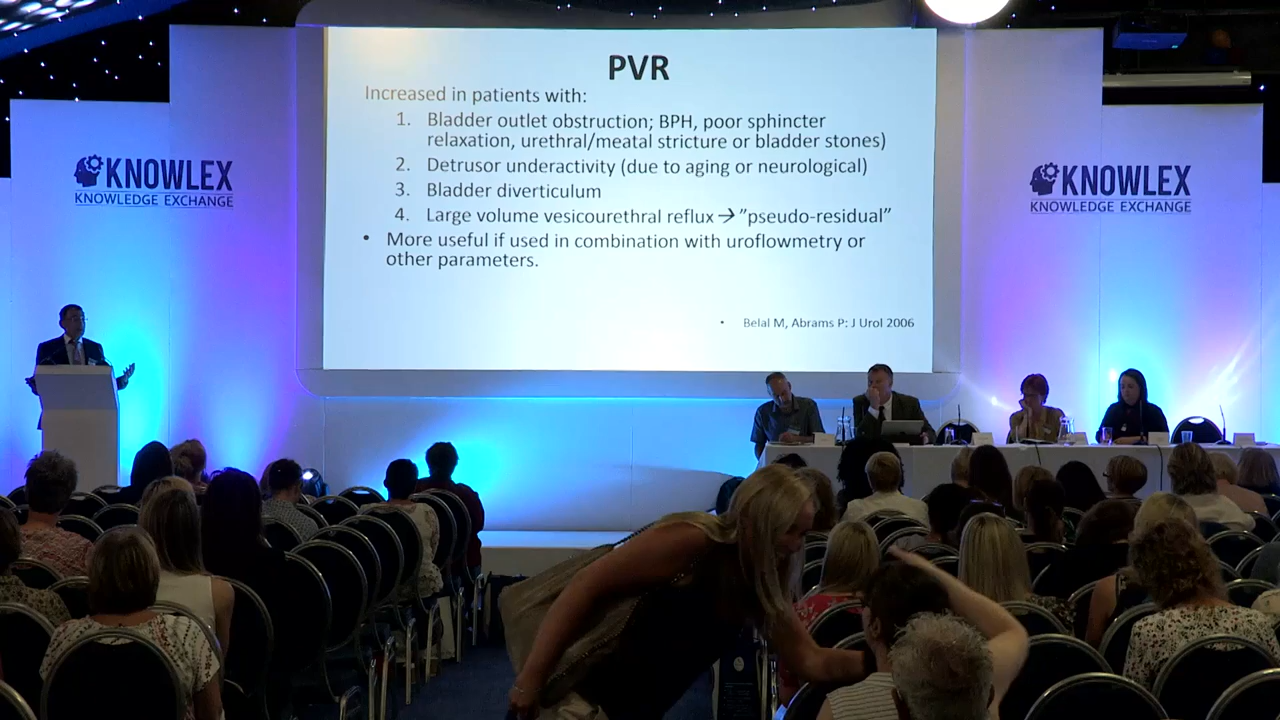 PVR
Increased in patients with:
1. Bladder outlet obstruction; BPH, poor sphincter
relaxation, urethral/meatal stricture or bladder stones)
2. Detrusor underactivity (due to aging or neurological)
3. Bladder diverticulum
4. Large volume vesicourethral reflux → ”pseudo-residual”
• More useful if used in combination with uroflowmetry or
other parameters.
• Belal M, Abrams P: J Urol 2006
KNOWLEX
KNOWLEDGE EXCHANGE
KNOWLEX
KNOWLEDGE EXCHANGE